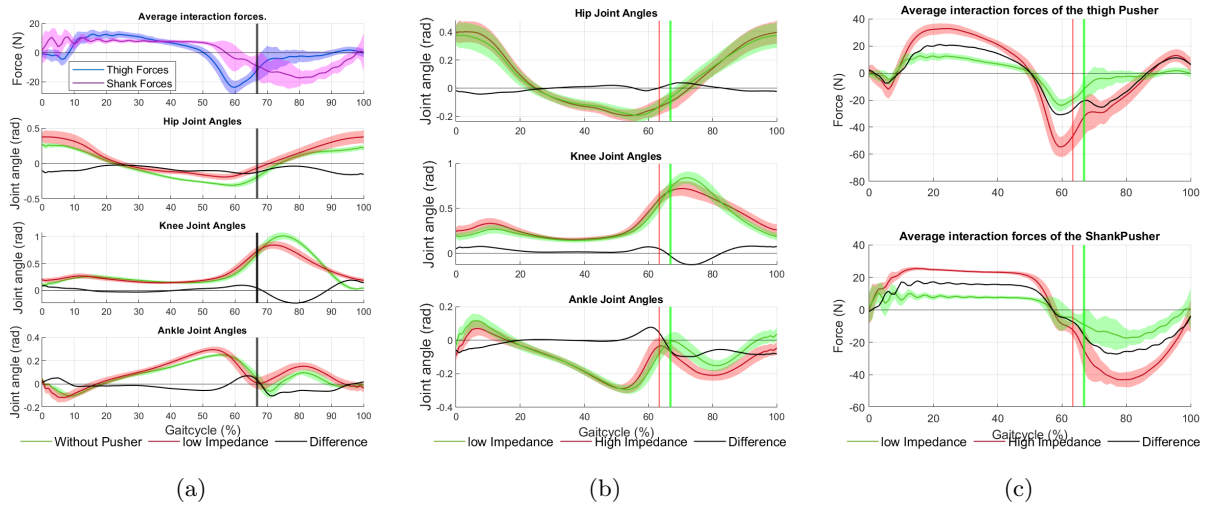 Average interaction forces.
Force (N)
20
0
-20
Thigh Forces
Shank Forces
0 10 20 30 40 50 60 70 80 90 100
Hip Joint Angles
Joint angle (rad)
0.5
0
-0.5
0 10 20 30 40 50 60 70 80 90 100
Knee Joint Angles
Joint angle (rad)
1
0.5
0
0 10 20 30 40 50 60 70 80 90 100
Ankle Joint Angles
Joint angle (rad)
0.4
0.2
0
-0.2
0 10 20 30 40 50 60 70 80 90 100
Gaitcycle (%)
Without Pusher low Impedance Difference
(a)
Hip Joint Angles
Joint angle (rad)
0.4
0.2
0
-0.2
0 20 40 60 80 100
Knee Joint Angles
Joint angle (rad)
1
0.5
0
0 20 40 60 80 100
Ankle Joint Angles
Joint angle (rad)
0.2
0
-0.2
-0.4
0 20 40 60 80 100
Gaitcycle (%)
low Impedance High Impedance Difference
(b)
Average interaction forces of the thigh Pusher
Force (N)
40
20
0
-20
-40
-60
-80
0 20 40 60 80 100
Average interaction forces of the ShankPusher
Force (N)
40
20
0
-20
-40
-60
0 20 40 60 80 100
Gaitcycle (%)
low Impedance High Impedance Difference
(c)